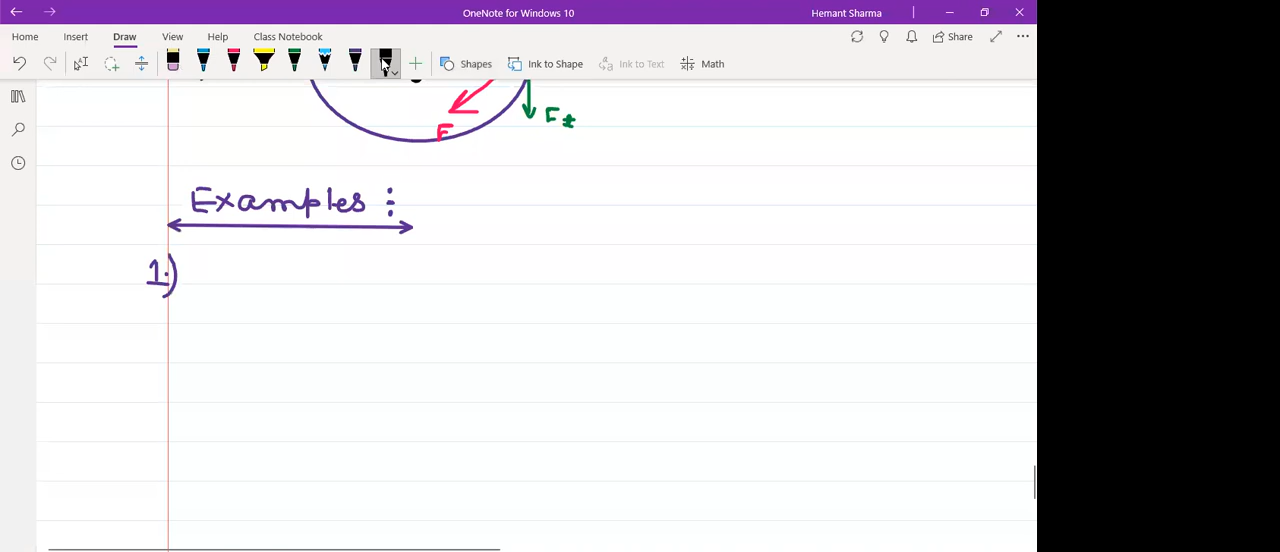 OneNote for Windows 10
Hemant Sharma
Home Insert Draw View Help Class Notebook
Share
Shapes Ink to Shape Ink to Text Math
F
Ft
Examples :
1.)